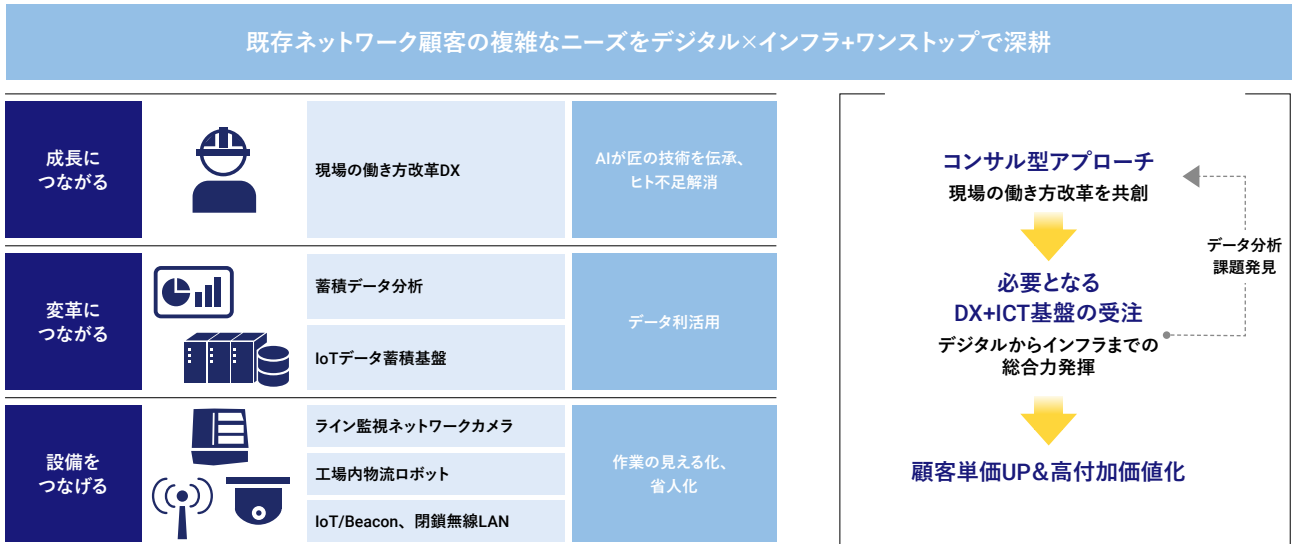 既存ネットワーク顧客の複雑なニーズをデジタル×インフラ+ワンストップで深耕
成長に
つながる
現場の働き方改革DX
AIが匠の技術を伝承、
ヒト不足解消
変革に
つながる
蓄積データ分析
IoTデータ蓄積基盤
データ利活用
設備を
つなげる
ライン監視ネットワークカメラ
工場内物流ロボット
IoT/Beacon、閉鎖無線LAN
作業の見える化、
省人化
コンサル型アプローチ
現場の働き方改革を共創
データ分析
課題発見
必要となる
DX+ICT基盤の受注
デジタルからインフラまでの
総合力発揮
顧客単価UP&高付加価値化